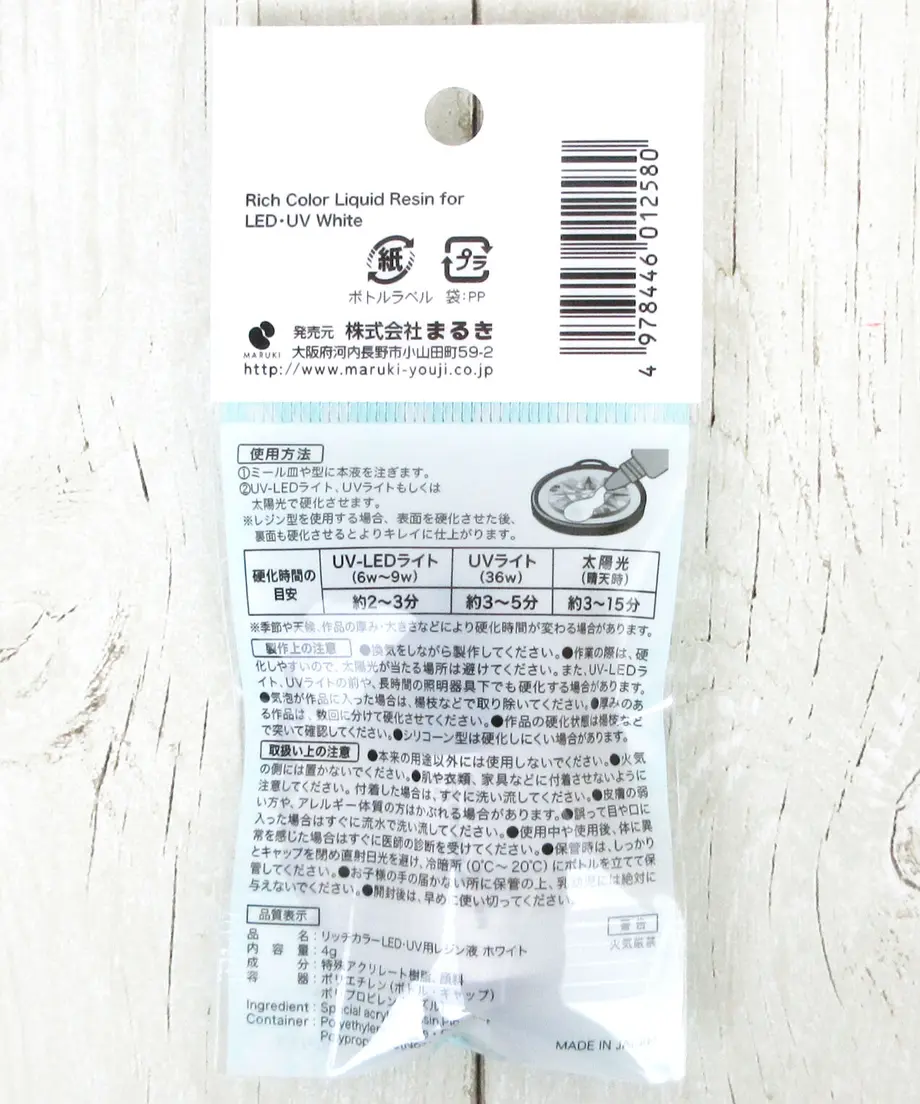 Rich Color Liquid Resin for
LED・UV White
紙 プラ
ボトルラベル 袋：PP
MARUKI
発売元 株式会社まるき
大阪府河内長野市小山田町59-2
http://www.maruki-youji.co.jp
4 978446 012580
使用方法
①ミール皿や型に本液を注ぎます。
②UV-LEDライト、UVライトもしくは
太陽光で硬化させます。
※レジン型を使用する場合、表面を硬化させた後、
裏面も硬化させるとよりキレイに仕上がります。
硬化時間の目安
UV-LEDライト（6w～9w） UVライト（36w） 太陽光（晴天時）
約2～3分 約3～5分 約3～15分
※季節や天候、作品の厚み・大きさなどにより硬化時間が変わる場合があります。
製作上の注意 ●換気をしながら製作してください。●作業の際は、硬
化しやすいので、太陽光が当たる場所は避けてください。また、UV-LEDラ
イト、UVライトの前や、長時間の照明器具下でも硬化する場合があります。
●気泡が作品に入った場合は、楊枝などで取り除いてください。●厚みのあ
る作品は、数回に分けて硬化させてください。●作品の硬化状態は楊枝など
で突いて確認してください。●シリコーン型は硬化しにくい場合があります。
取扱い上の注意 ●本来の用途以外には使用しないでください。●火気
の側には置かないでください。●肌や衣類、家具などに付着させないように
注意してください。付着した場合は、すぐに洗い流してください。●皮膚の弱
い方や、アレルギー体質の方はかぶれる場合があります。●誤って目や口に
入った場合はすぐに流水で洗い流してください。●使用中や使用後、体に異
常を感じた場合はすぐに医師の診断を受けてください。●保管時は、しっかり
とキャップを閉め直射日光を避け、冷暗所（0℃～20℃）にボトルを立てて保
管してください。●お子様の手の届かない所に保管の上、乳幼児には絶対に
与えないでください。●開封後は、早めに使い切ってください。
品質表示
品名：リッチカラーLED・UV用レジン液 ホワイト
内容量：4g
成分：特殊アクリレート樹脂、顔料
容器：ポリエチレン（ボトル・キャップ）
ポリプロピレン
火気厳禁
Ingredient : Special
Container :
MADE IN JAPAN